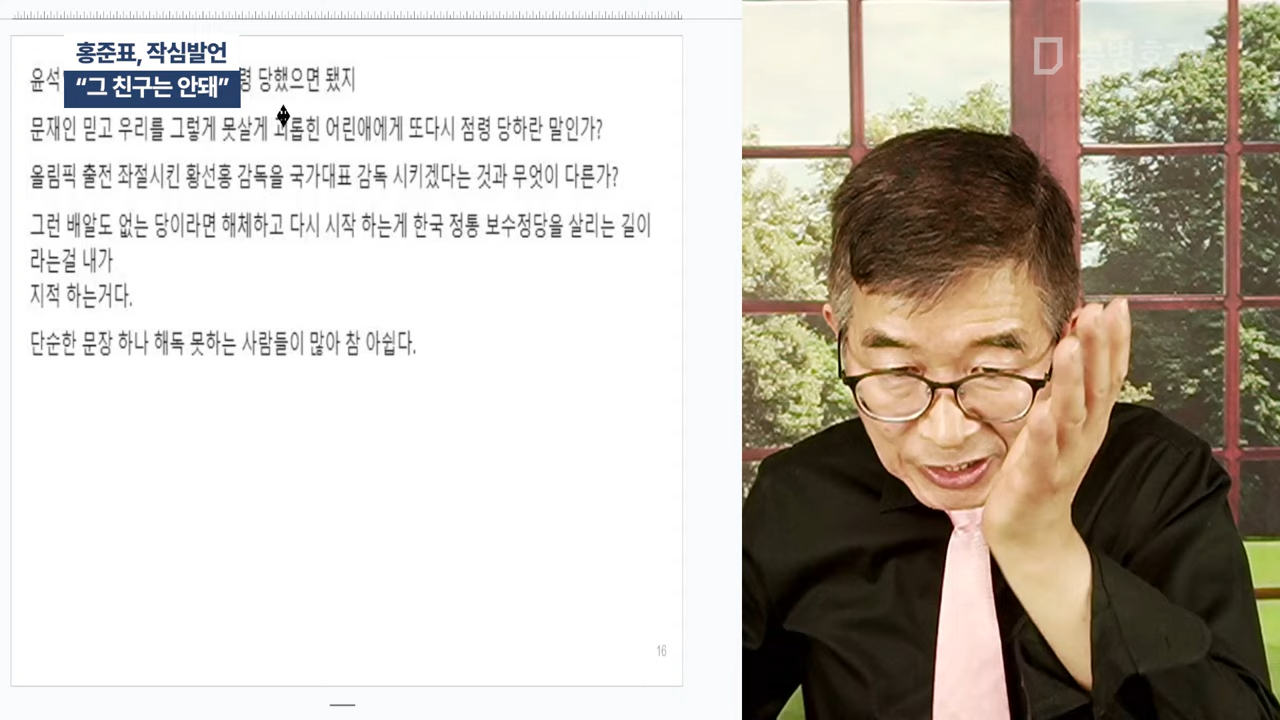 홍준표, 작심발언
“그 친구는 안돼”
윤석 령 당했으면 됐지
문재인 믿고 우리를 그렇게 못살게 괴롭힌 어린애에게 또다시 점령 당하란 말인가?
올림픽 출전 좌절시킨 황선홍 감독을 국가대표 감독 시키겠다는 것과 무엇이 다른가?
그런 배알도 없는 당이라면 해체하고 다시 시작 하는게 한국 정통 보수정당을 살리는 길이
라는걸 내가
지적 하는거다.
단순한 문장 하나 해독 못하는 사람들이 많아 참 아쉽다.
16